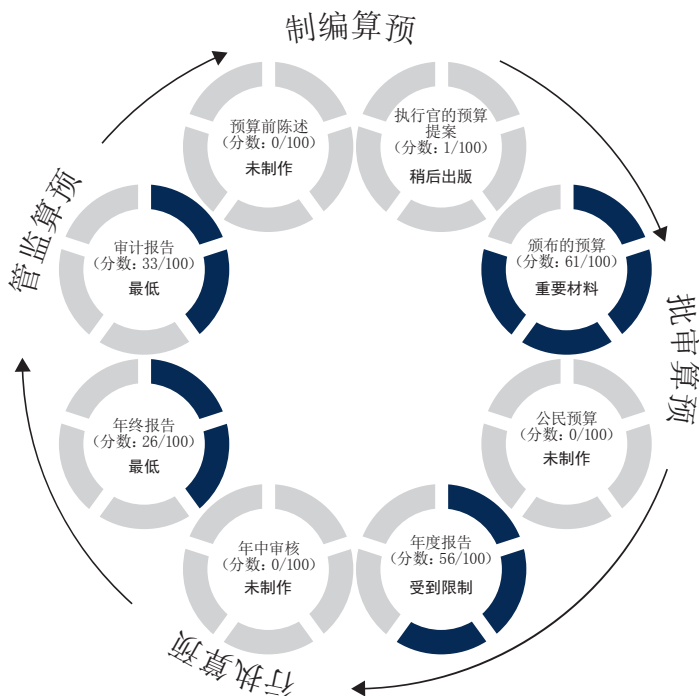 制编算预
预算前陈述
(分数: 0/100)
未制作
执行官的预算
提案
(分数: 1/100)
稍后出版
颁布的预算
(分数: 61/100)
重要材料
批审算预
公民预算
(分数: 0/100)
未制作
年度报告
(分数: 56/100)
受到限制
行执算预
年中审核
(分数: 0/100)
未制作
年终报告
(分数: 26/100)
最低
管监算预
审计报告
(分数: 33/100)
最低